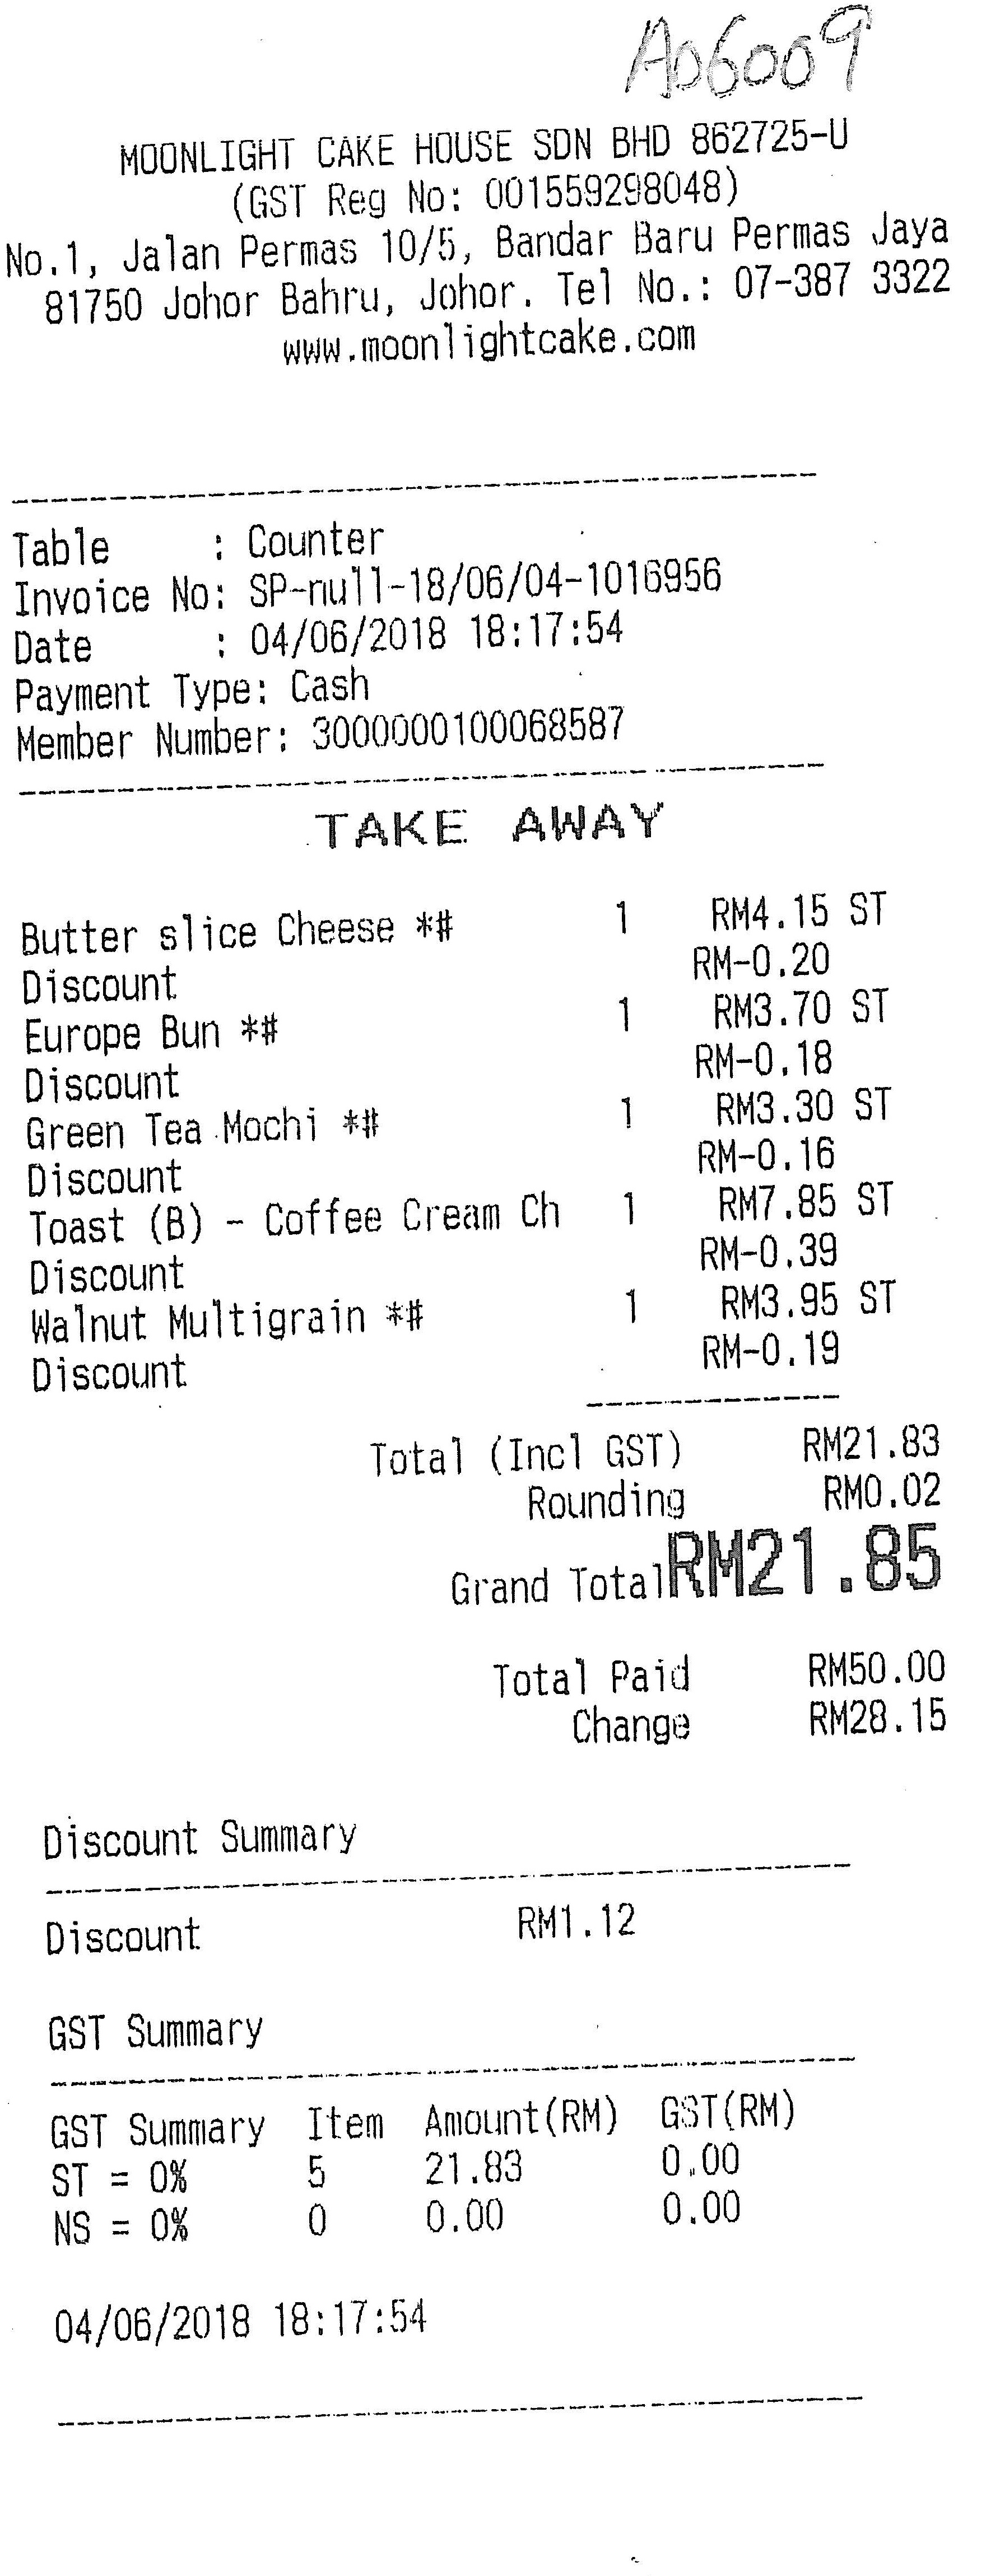 A06009
MOONLIGHT CAKE HOUSE SDN BHD 862725-U
(GST Reg No: 001559298048)
No.1, Jalan Permas 10/5, Bandar Baru Permas Jaya
81750 Johor Bahru, Johor. Tel No.: 07-387 3322
www.moonlightcake.com
Table : Counter
Invoice No: SP-null-18/06/04-1016956
Date : 04/06/2018 18:17:54
Payment Type: Cash
Member Number: 3000000100068587
TAKE AWAY
Butter slice Cheese *# 1 RM4.15 ST
Discount RM-0.20
Europe Bun *# 1 RM3.70 ST
Discount RM-0.18
Green Tea Mochi *# 1 RM3.30 ST
Discount RM-0.16
Toast (B) - Coffee Cream Ch 1 RM7.85 ST
Discount RM-0.39
Walnut Multigrain *# 1 RM3.95 ST
Discount RM-0.19
Total (Incl GST) RM21.83
Rounding RM0.02
Grand Total RM21.85
Total Paid RM50.00
Change RM28.15
Discount Summary
Discount RM1.12
GST Summary
GST Summary Item Amount(RM) GST(RM)
ST = 0% 5 21.83 0.00
NS = 0% 0 0.00 0.00
04/06/2018 18:17:54